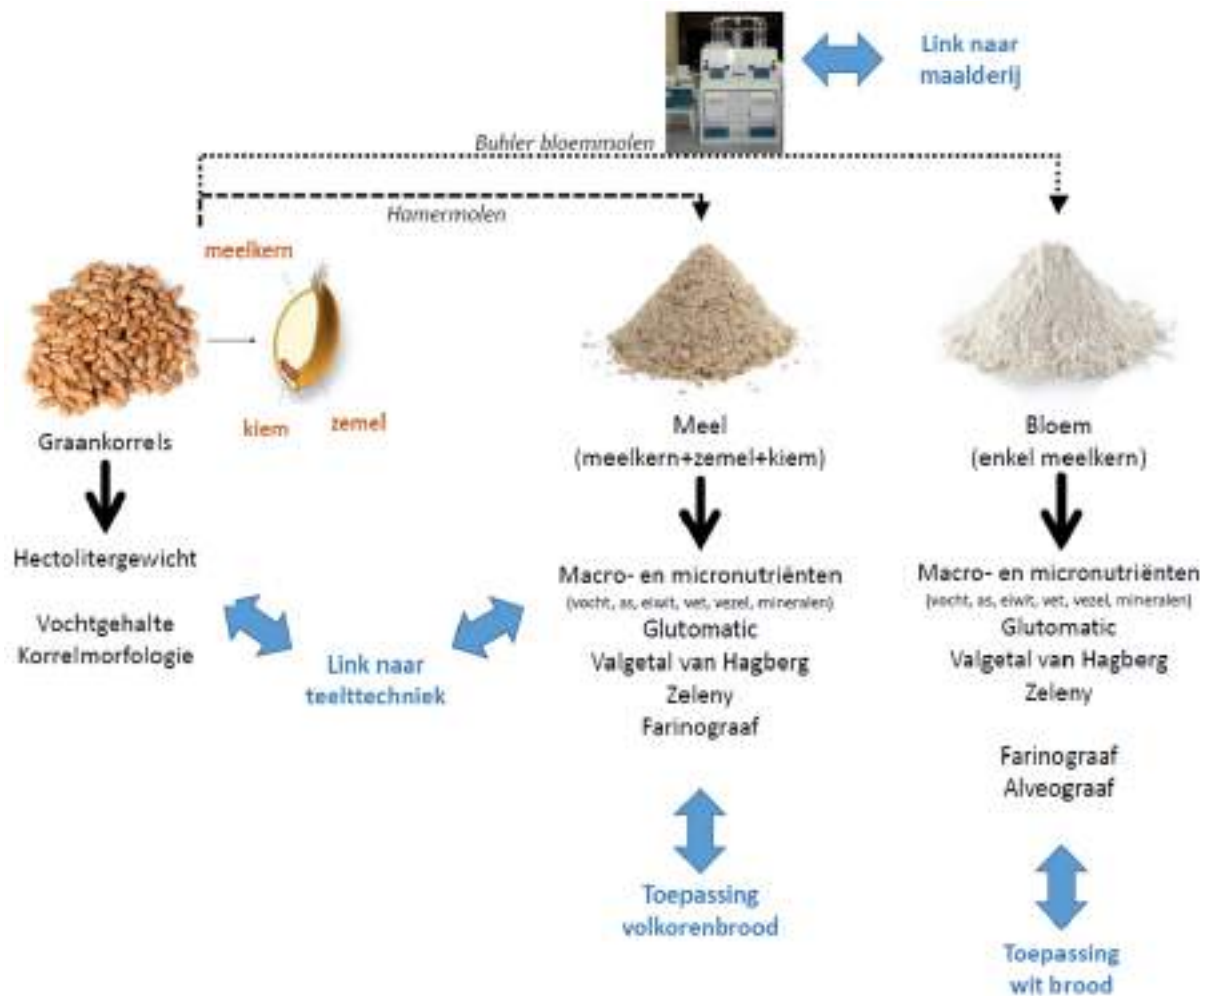 Link naar
maalderij
Buhler bloemmolen
Hamermolen
meelkern
kiem
zemel
Graankorrels
Hectolitergewicht
Vochtgehalte
Korrelmorfologie
Link naar
teelttechniek
Meel
(meelkern+zemel+kiem)
Macro- en micronutriënten
(vocht, as, eiwit, vet, vezel, mineralen)
Glutomatic
Valgetal van Hagberg
Zeleny
Farinograaf
Toepassing
volkorenbrood
Bloem
(enkel meelkern)
Macro- en micronutriënten
(vocht, as, eiwit, vet, vezel, mineralen)
Glutomatic
Valgetal van Hagberg
Zeleny
Farinograaf
Alveograaf
Toepassing
wit brood